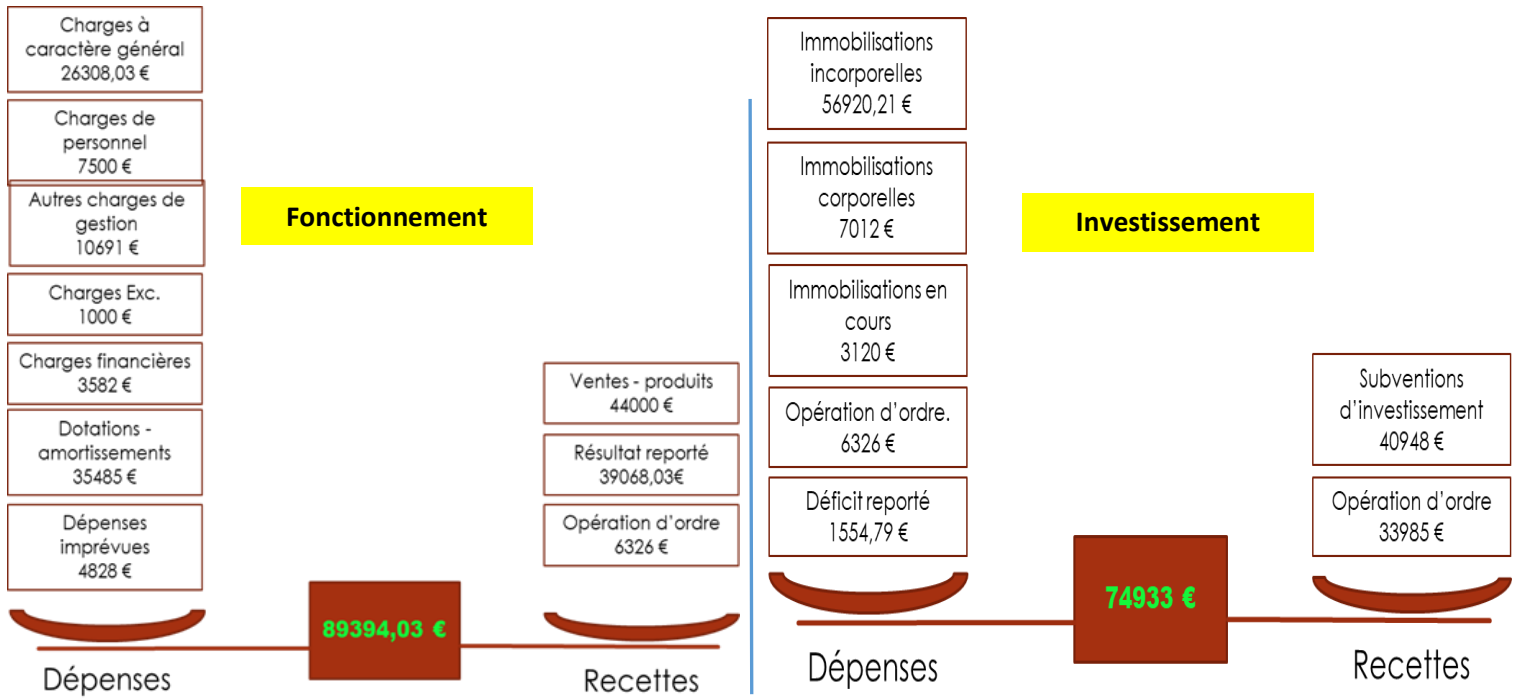 Charges à
caractère général
26308,03 €
Charges de
personnel
7500 €
Autres charges de
gestion
10691 €
Charges Exc.
1000 €
Charges financières
3582 €
Dotations -
amortissements
35485 €
Dépenses
imprévues
4828 €
Dépenses
Fonctionnement
89394,03 €
Ventes - produits
44000 €
Résultat reporté
39068,03€
Opération d'ordre
6326 €
Recettes
Immobilisations
incorporelles
56920,21 €
Immobilisations
corporelles
7012 €
Immobilisations en
cours
3120 €
Opération d'ordre.
6326 €
Déficit reporté
1554,79 €
Dépenses
Investissement
74933 €
Subventions
d'investissement
40948 €
Opération d'ordre
33985 €
Recettes